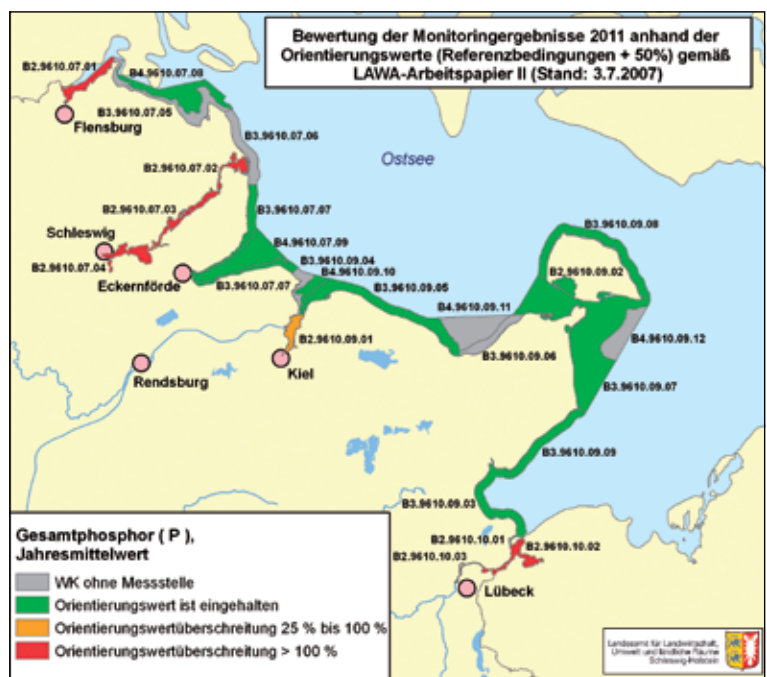 Bewertung der Monitoringergebnisse 2011 anhand der
Orientierungswerte (Referenzbedingungen + 50%) gemäß
LAWA-Arbeitspapier II (Stand: 3.7.2007)
B2.9610.07.01
B4.9610.07.08
B3.9610.07.05
Flensburg
B3.9610.07.06
Ostsee
B2.9610.07.02
B2.9610.07.03
B3.9610.07.07
Schleswig
B2.9610.07.04
B4.9610.07.09
Eckernförde
B3.9610.09.04
B4.9610.09.10
B3.9610.07.07
B3.9610.09.05
B3.9610.09.08
B2.9610.09.02
B4.9610.09.11
B2.9610.09.01
B4.9610.09.12
B3.9610.09.06
Rendsburg
Kiel
B3.9610.09.07
B3.9610.09.09
B3.9610.09.03
B2.9610.10.01
B2.9610.10.02
B2.9610.10.03
Lübeck
Gesamtphosphor ( P ),
Jahresmittelwert
WK ohne Messstelle
Orientierungswert ist eingehalten
Orientierungswertüberschreitung 25 % bis 100 %
Orientierungswertüberschreitung > 100 %
Landesamt für Landwirtschaft,
Umwelt und ländliche Räume
Schleswig-Holstein